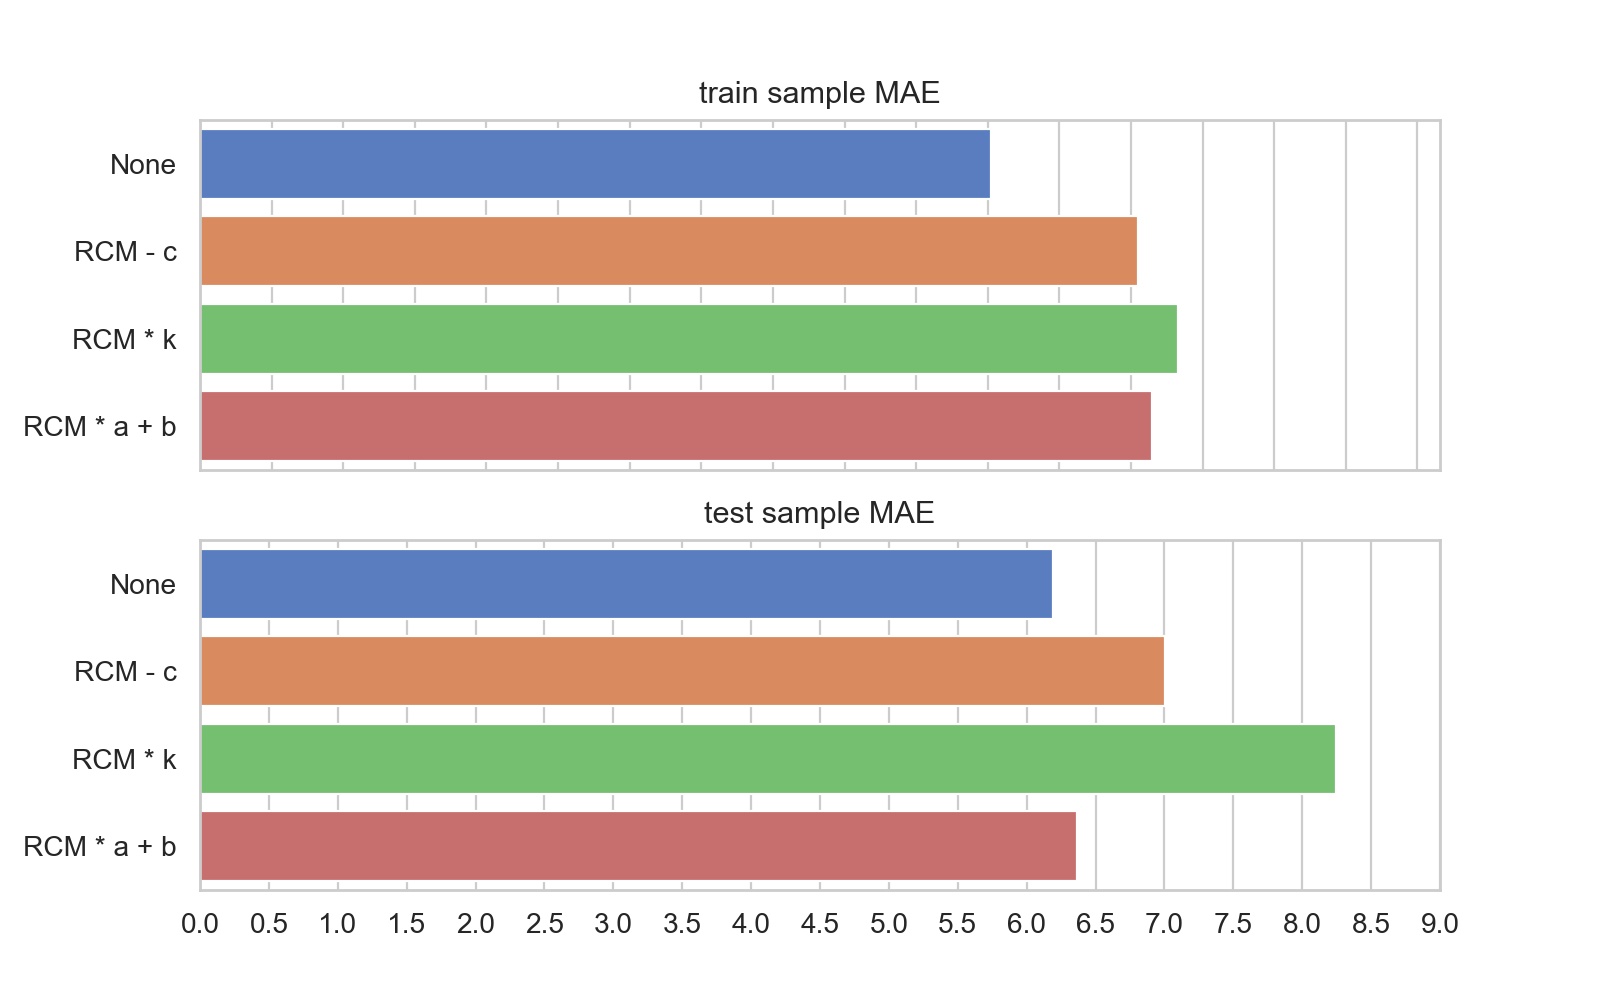 train sample MAE
None
RCM - c
RCM * k
RCM * a + b
test sample MAE
None
RCM - c
RCM * k
RCM * a + b
0.0 0.5 1.0 1.5 2.0 2.5 3.0 3.5 4.0 4.5 5.0 5.5 6.0 6.5 7.0 7.5 8.0 8.5 9.0